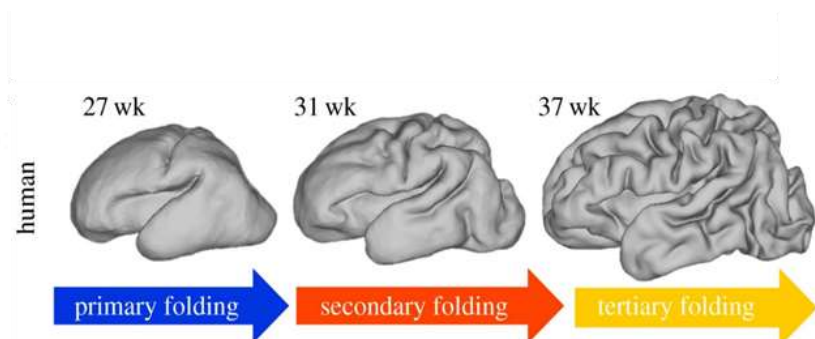 27 wk
31 wk
37 wk
human
primary folding
secondary folding
tertiary folding